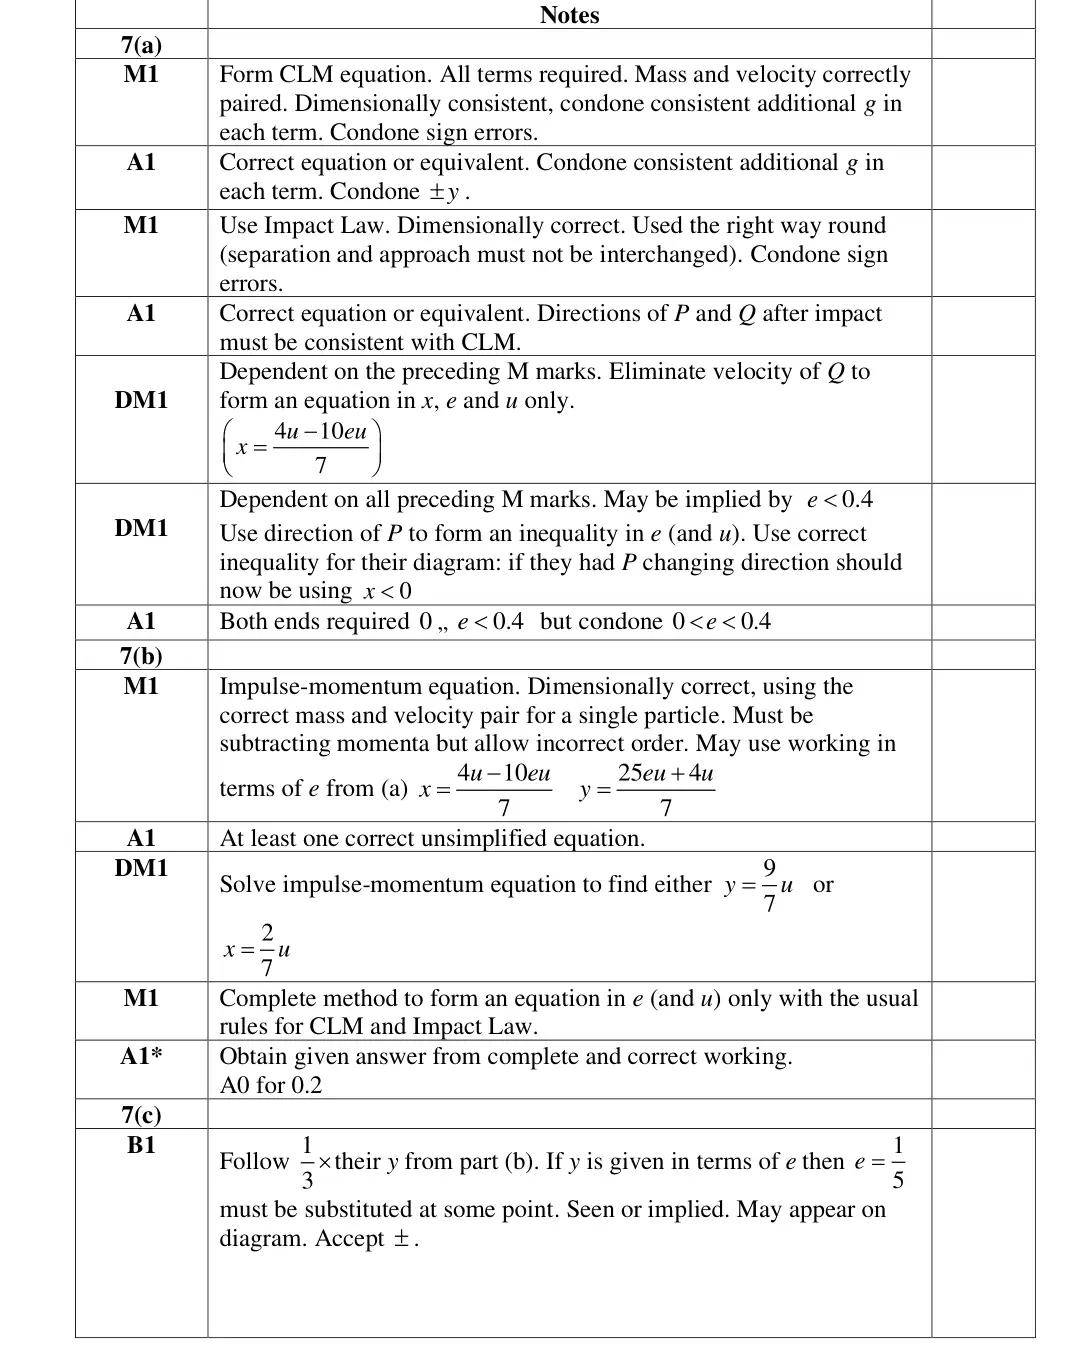 Notes
7(a)
M1 Form CLM equation. All terms required. Mass and velocity correctly
paired. Dimensionally consistent, condone consistent additional g in
each term. Condone sign errors.
A1 Correct equation or equivalent. Condone consistent additional g in
each term. Condone ±y .
M1 Use Impact Law. Dimensionally correct. Used the right way round
(separation and approach must not be interchanged). Condone sign
errors.
A1 Correct equation or equivalent. Directions of P and Q after impact
must be consistent with CLM.
Dependent on the preceding M marks. Eliminate velocity of Q to
DM1 form an equation in x, e and u only.
(x = (4u − 10eu)/7)
Dependent on all preceding M marks. May be implied by e < 0.4
DM1 Use direction of P to form an inequality in e (and u). Use correct
inequality for their diagram: if they had P changing direction should
now be using x < 0
A1 Both ends required 0 ,, e < 0.4 but condone 0 < e < 0.4
7(b)
M1 Impulse-momentum equation. Dimensionally correct, using the
correct mass and velocity pair for a single particle. Must be
subtracting momenta but allow incorrect order. May use working in
terms of e from (a) x = (4u − 10eu)/7 y = (25eu + 4u)/7
A1 At least one correct unsimplified equation.
DM1 Solve impulse-momentum equation to find either y = 9/7 u or
x = 2/7 u
M1 Complete method to form an equation in e (and u) only with the usual
rules for CLM and Impact Law.
A1* Obtain given answer from complete and correct working.
A0 for 0.2
7(c)
B1 Follow 1/3 × their y from part (b). If y is given in terms of e then e = 1/5
must be substituted at some point. Seen or implied. May appear on
diagram. Accept ± .